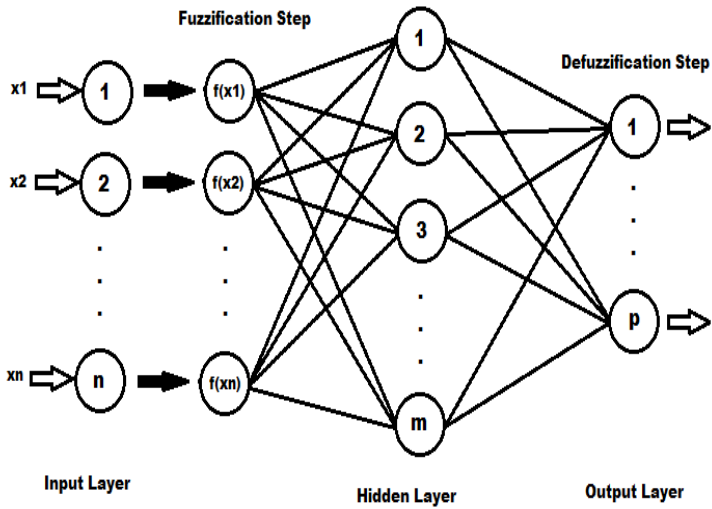 Fuzzification Step
Defuzzification Step
x1
1
f(x1)
1
1
x2
2
f(x2)
2
3
.
.
.
.
.
.
.
.
.
.
.
.
p
xn
n
f(xn)
m
Input Layer
Hidden Layer
Output Layer